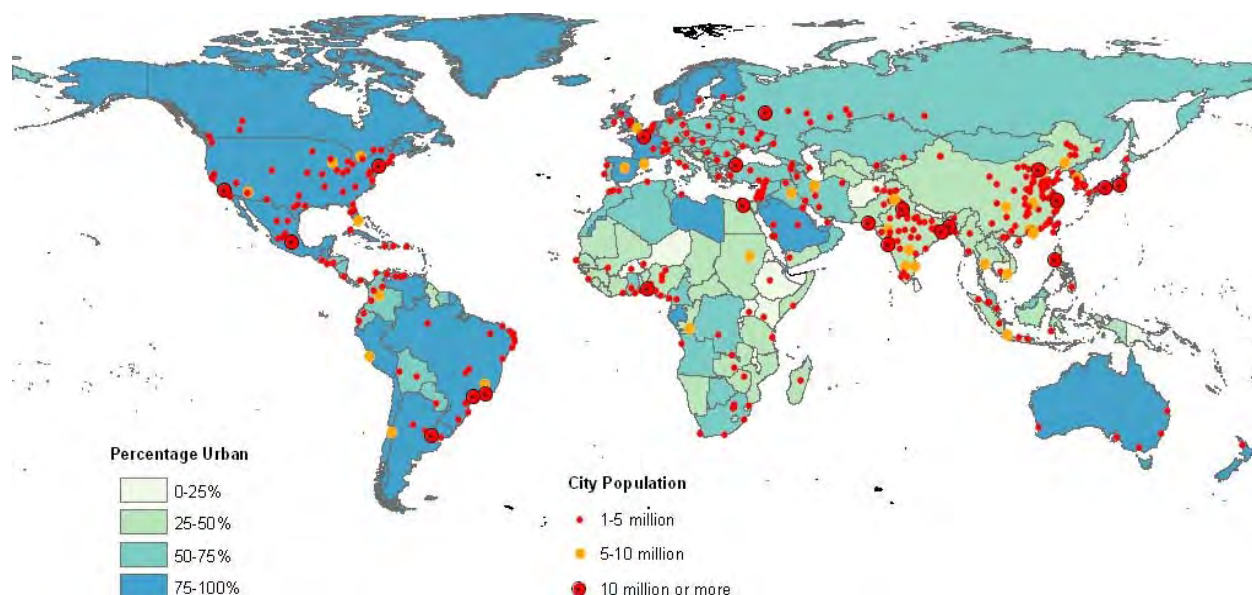 Percentage Urban
0-25%
25-50%
50-75%
75-100%
City Population
1-5 million
5-10 million
10 million or more